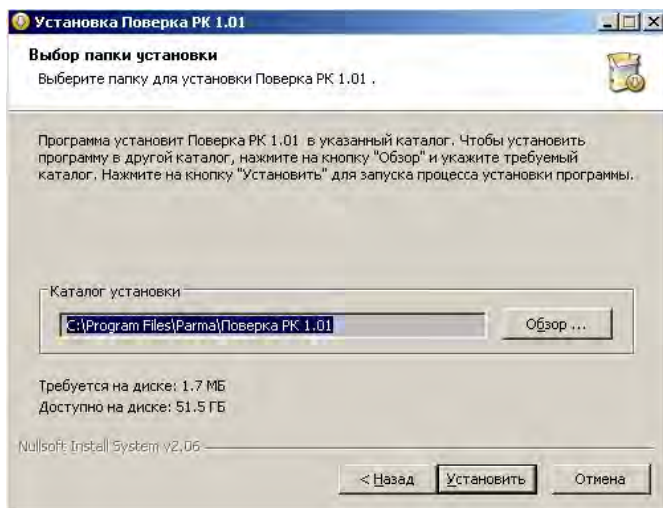 Установка Поверка РК 1.01
Выбор папки установки
Выберите папку для установки Поверка РК 1.01 .
Программа установит Поверка РК 1.01 в указанный каталог. Чтобы установить
программу в другой каталог, нажмите на кнопку "Обзор" и укажите требуемый
каталог. Нажмите на кнопку "Установить" для запуска процесса установки программы.
Каталог установки
C:\Program Files\Parma\Поверка РК 1.01
Обзор ...
Требуется на диске: 1.7 МБ
Доступно на диске: 51.5 ГБ
Nullsoft Install System v2.06
< Назад
Установить
Отмена